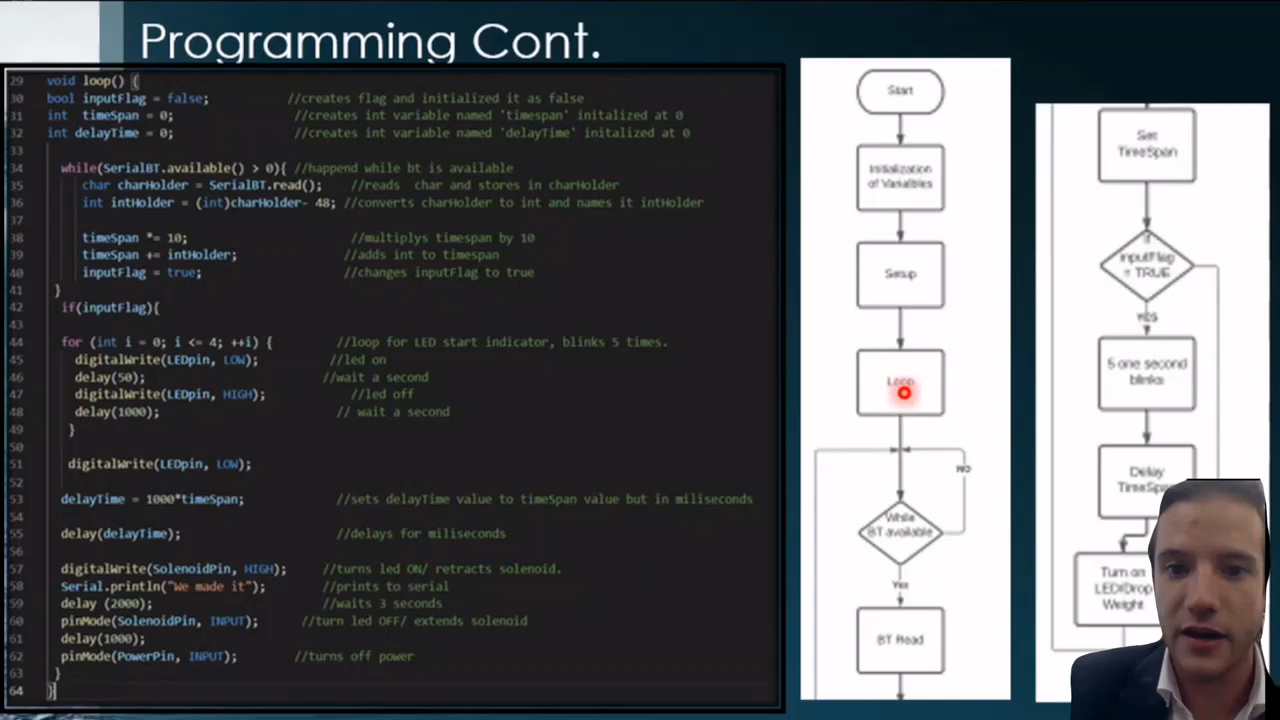 Programming Cont.
29 void loop() {
30 bool inputFlag = false; //creates flag and initialized it as false
31 int timeSpan = 0; //creates int variable named 'timespan' initalized at 0
32 int delayTime = 0; //creates int variable named 'delayTime' initalized at 0
33
34 while(SerialBT.available() > 0){ //happend while bt is available
35 char charHolder = SerialBT.read(); //reads char and stores in charHolder
36 int intHolder = (int)charHolder- 48; //converts charHolder to int and names it intHolder
37
38 timeSpan *= 10; //multiplys timespan by 10
39 timeSpan += intHolder; //adds int to timespan
40 inputFlag = true; //changes inputFlag to true
41 }
42 if(inputFlag){
43
44 for (int i = 0; i <= 4; ++i) { //loop for LED start indicator, blinks 5 times.
45 digitalWrite(LEDpin, LOW); //led on
46 delay(50); //wait a second
47 digitalWrite(LEDpin, HIGH); //led off
48 delay(1000); // wait a second
49 }
50
51 digitalWrite(LEDpin, LOW);
52
53 delayTime = 1000*timeSpan; //sets delayTime value to timeSpan value but in miliseconds
54
55 delay(delayTime); //delays for miliseconds
56
57 digitalWrite(SolenoidPin, HIGH); //turns led ON/ retracts solenoid.
58 Serial.println("We made it"); //prints to serial
59 delay (2000); //waits 3 seconds
60 pinMode(SolenoidPin, INPUT); //turn led OFF/ extends solenoid
61 delay(1000);
62 pinMode(PowerPin, INPUT); //turns off power
63 }
64 }
Start
Initialization
of Varialbles
Setup
Loop
NO
While
BT available
Yes
BT Read
Set
TimeSpan
If
inputFlag
= TRUE
YES
5 one second
blinks
Delay
TimeSpan
Turn on
LED/Drop
Weight